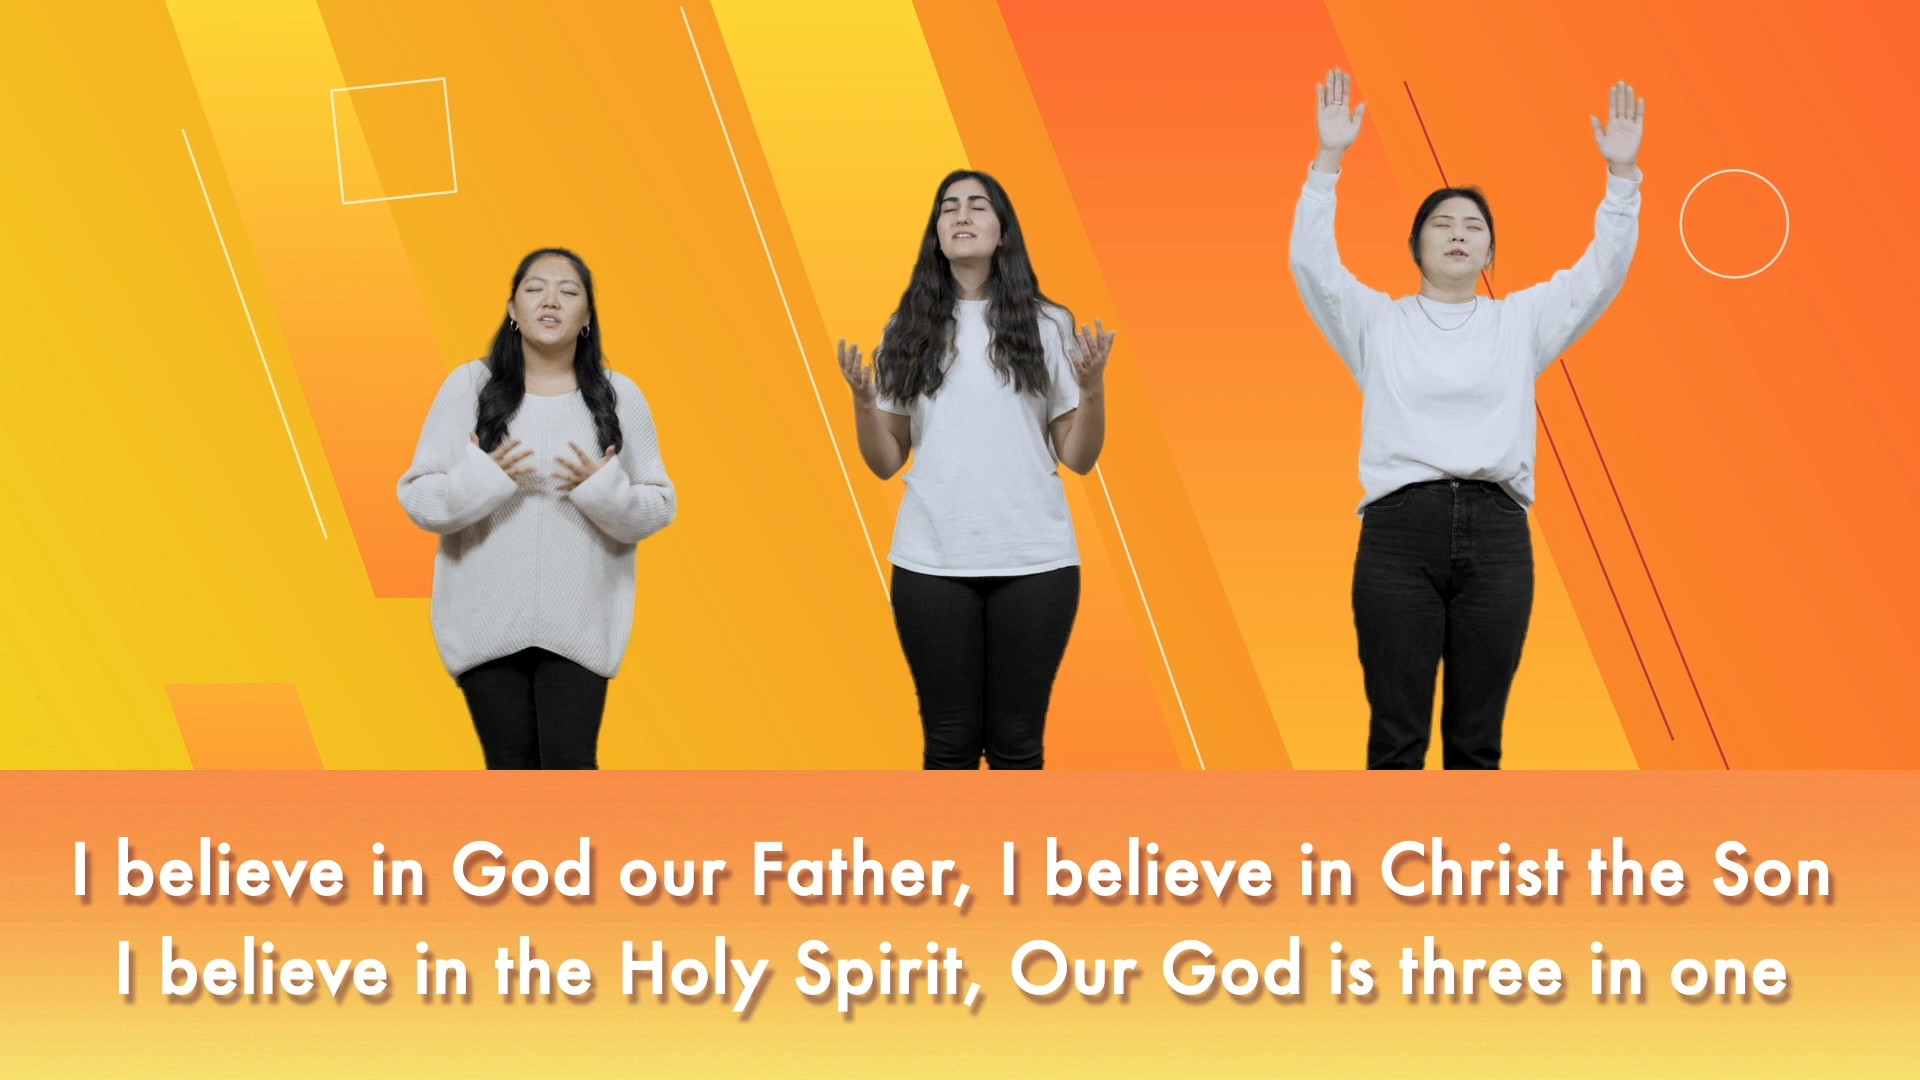 I believe in God our Father, I believe in Christ the Son
I believe in the Holy Spirit, Our God is three in one